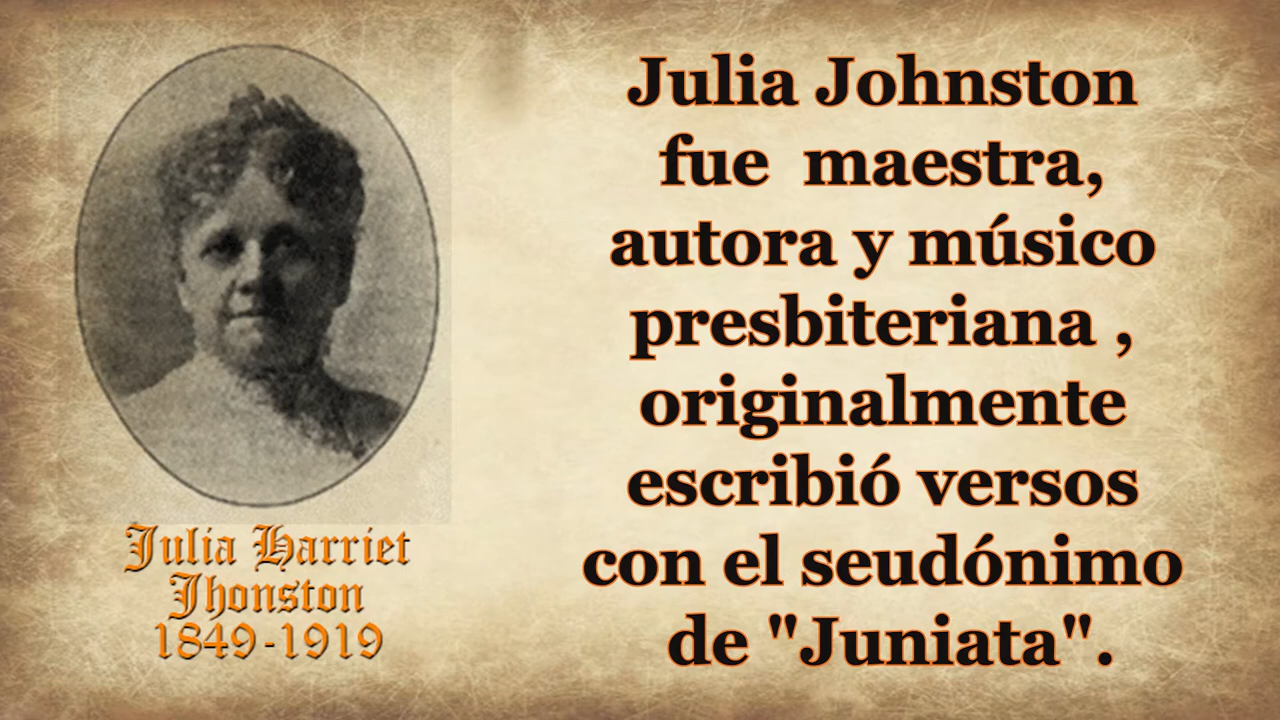 Julia Johnston
fue maestra,
autora y músico
presbiteriana ,
originalmente
escribió versos
con el seudónimo
de "Juniata".
Julia Harriet
Jhonston
1849-1919